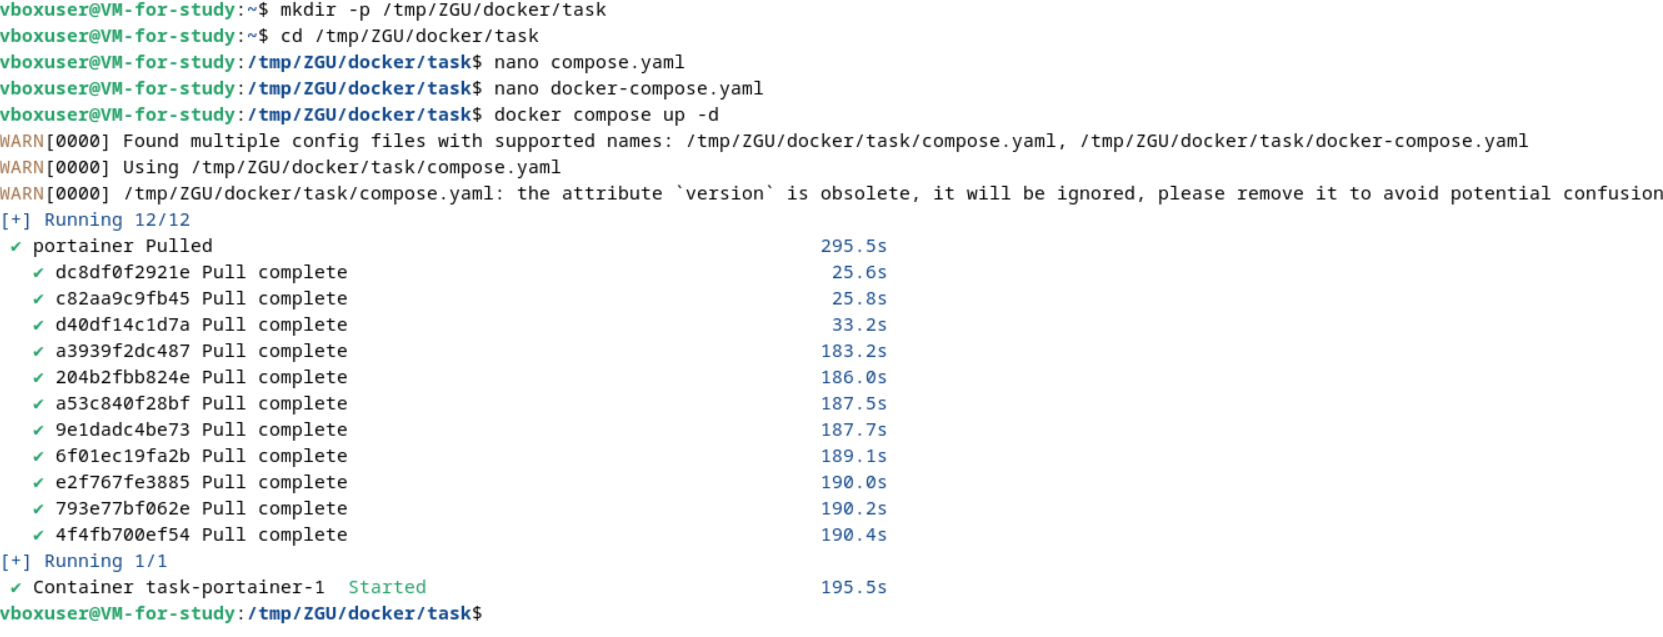 vboxuser@VM-for-study:~$ mkdir -p /tmp/ZGU/docker/task
vboxuser@VM-for-study:~$ cd /tmp/ZGU/docker/task
vboxuser@VM-for-study:/tmp/ZGU/docker/task$ nano compose.yaml
vboxuser@VM-for-study:/tmp/ZGU/docker/task$ nano docker-compose.yaml
vboxuser@VM-for-study:/tmp/ZGU/docker/task$ docker compose up -d
WARN[0000] Found multiple config files with supported names: /tmp/ZGU/docker/task/compose.yaml, /tmp/ZGU/docker/task/docker-compose.yaml
WARN[0000] Using /tmp/ZGU/docker/task/compose.yaml
WARN[0000] /tmp/ZGU/docker/task/compose.yaml: the attribute `version` is obsolete, it will be ignored, please remove it to avoid potential confusion
[+] Running 12/12
✔ portainer Pulled 295.5s
✔ dc8df0f2921e Pull complete 25.6s
✔ c82aa9c9fb45 Pull complete 25.8s
✔ d40df14c1d7a Pull complete 33.2s
✔ a3939f2dc487 Pull complete 183.2s
✔ 204b2fbb824e Pull complete 186.0s
✔ a53c840f28bf Pull complete 187.5s
✔ 9e1dadc4be73 Pull complete 187.7s
✔ 6f01ec19fa2b Pull complete 189.1s
✔ e2f767fe3885 Pull complete 190.0s
✔ 793e77bf062e Pull complete 190.2s
✔ 4f4fb700ef54 Pull complete 190.4s
[+] Running 1/1
✔ Container task-portainer-1 Started 195.5s
vboxuser@VM-for-study:/tmp/ZGU/docker/task$